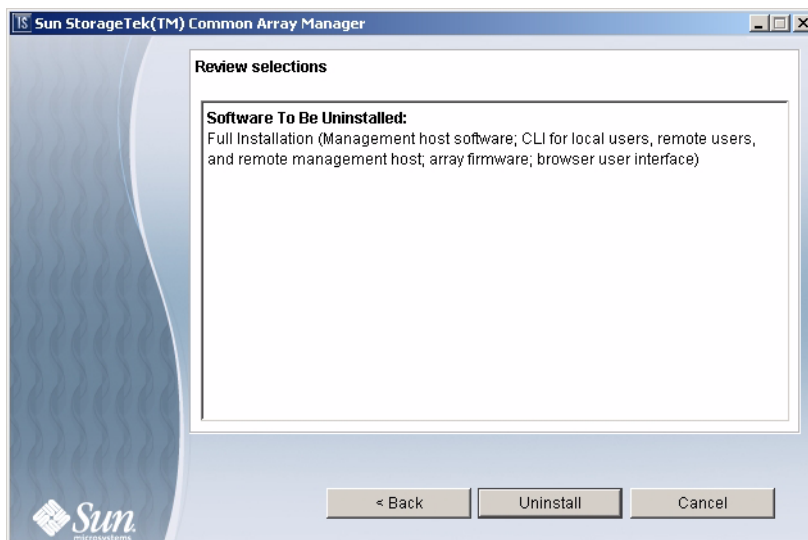 Sun StorageTek(TM) Common Array Manager
Review selections
Software To Be Uninstalled:
Full Installation (Management host software; CLI for local users, remote users,
and remote management host; array firmware; browser user interface)
< Back
Uninstall
Cancel
Sun
microsystems